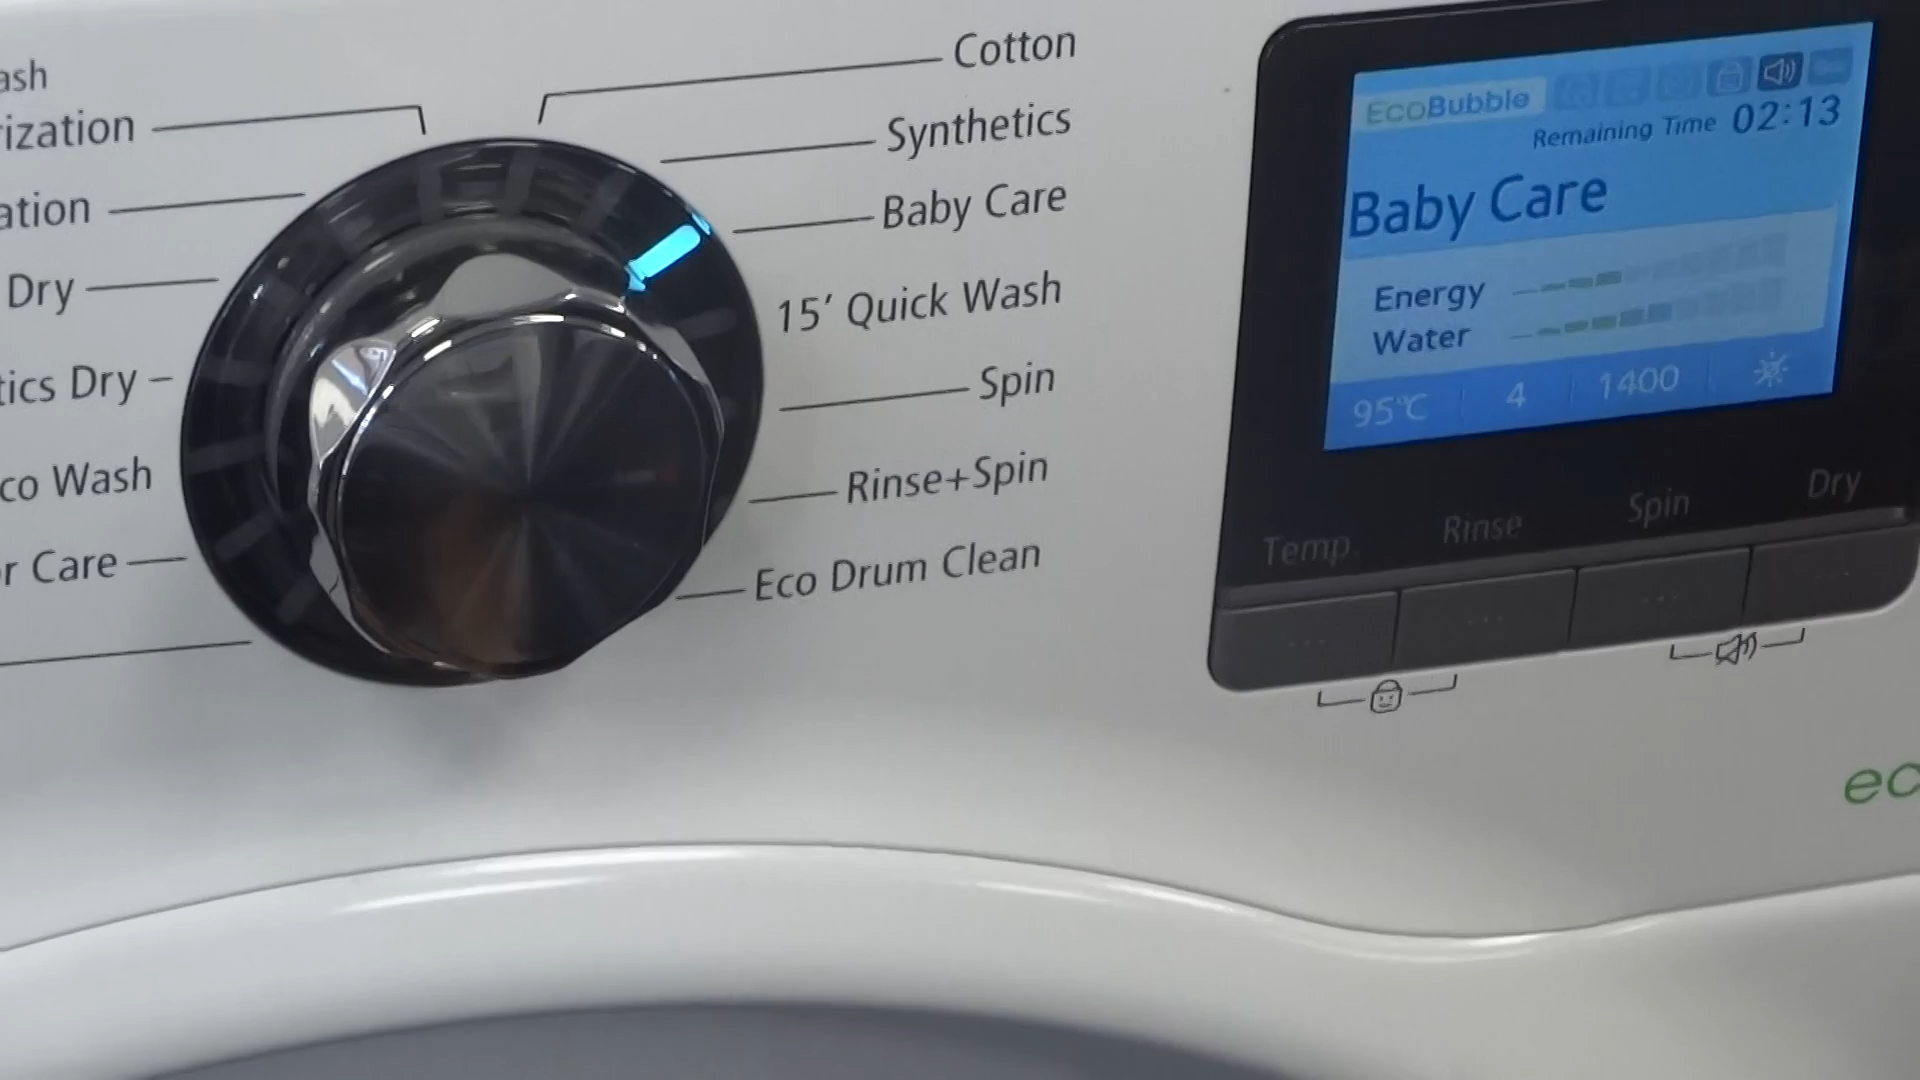 ash
rization
ation
Dry
tics Dry
co Wash
r Care
Cotton
Synthetics
Baby Care
15’ Quick Wash
Spin
Rinse+Spin
Eco Drum Clean
EcoBubble
Remaining Time 02:13
Baby Care
Energy
Water
95℃ 4 1400
Temp. Rinse Spin Dry
ec